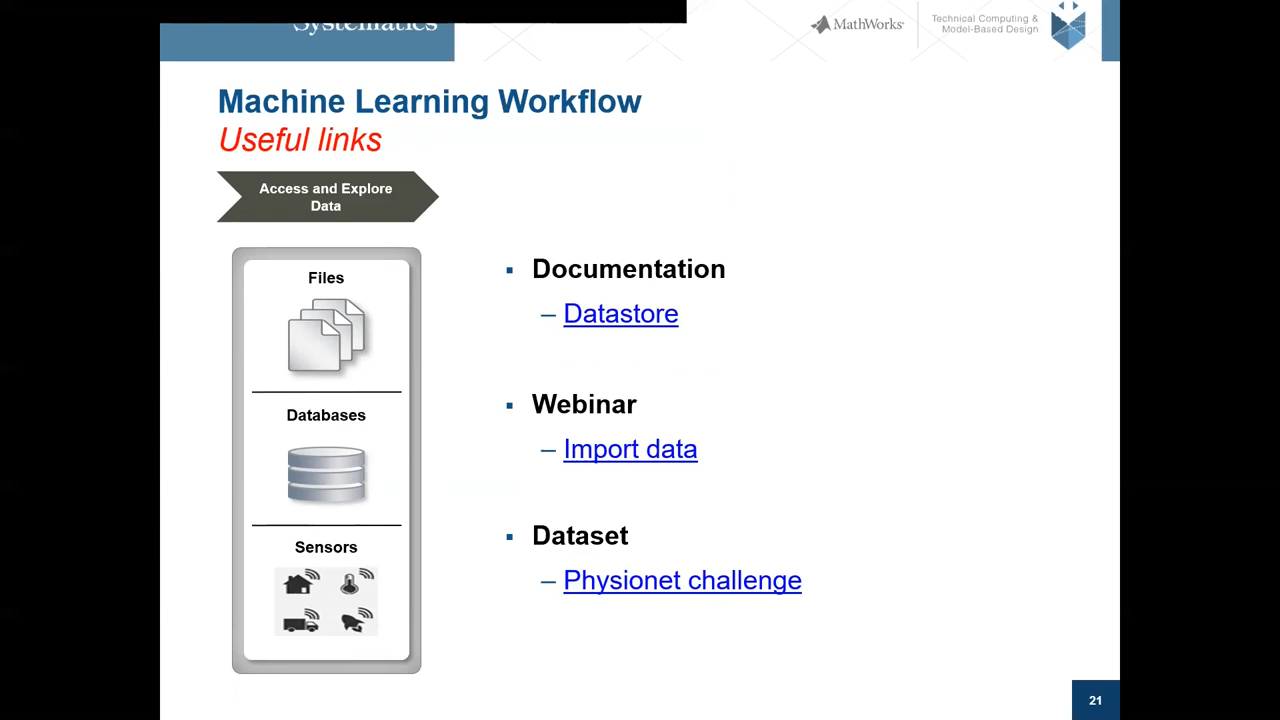 Systematics
MathWorks
Technical Computing &
Model-Based Design
Machine Learning Workflow
Useful links
Access and Explore
Data
Files
Databases
Sensors
▪ Documentation
– Datastore
▪ Webinar
– Import data
▪ Dataset
– Physionet challenge
21